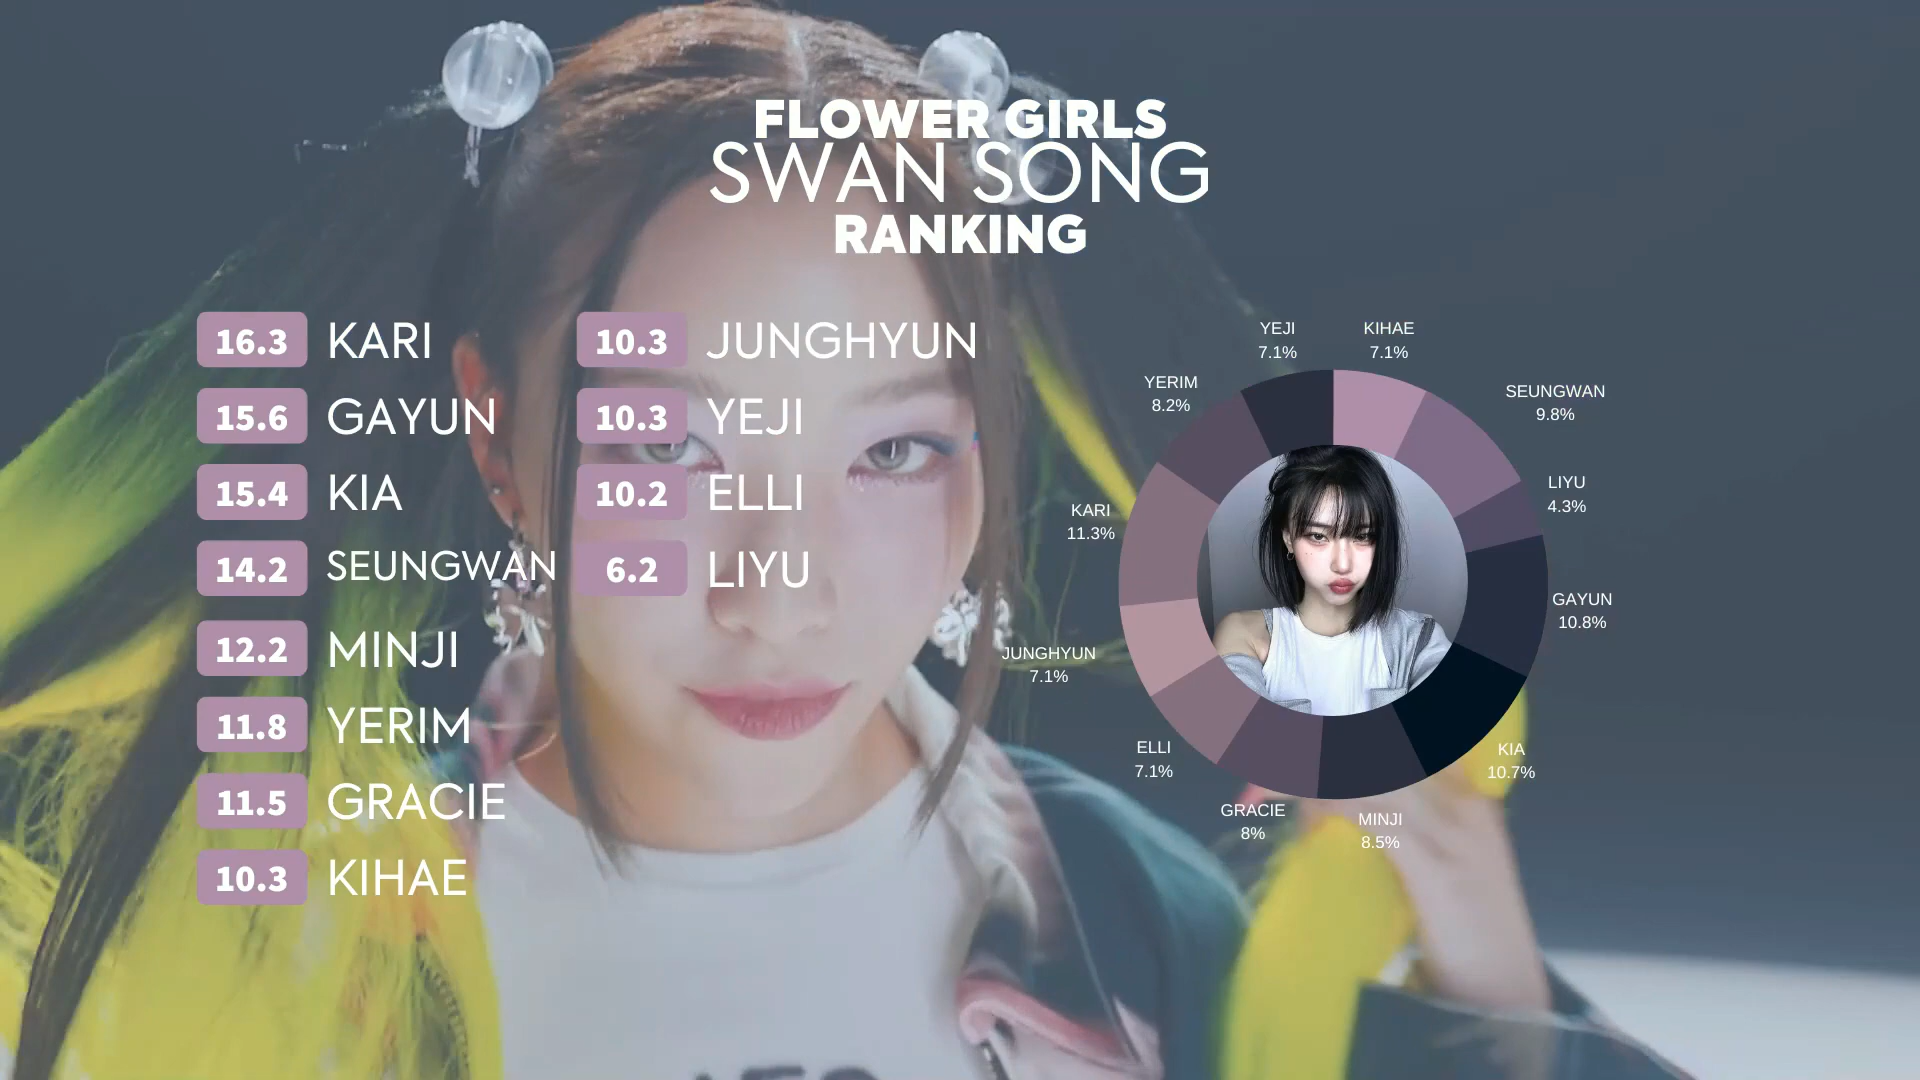 FLOWER GIRLS
SWAN SONG
RANKING
16.3 KARI
15.6 GAYUN
15.4 KIA
14.2 SEUNGWAN
12.2 MINJI
11.8 YERIM
11.5 GRACIE
10.3 KIHAE
10.3 JUNGHYUN
10.3 YEJI
10.2 ELLI
6.2 LIYU
YEJI
7.1%
KIHAE
7.1%
SEUNGWAN
9.8%
LIYU
4.3%
GAYUN
10.8%
KIA
10.7%
MINJI
8.5%
GRACIE
8%
ELLI
7.1%
JUNGHYUN
7.1%
KARI
11.3%
YERIM
8.2%